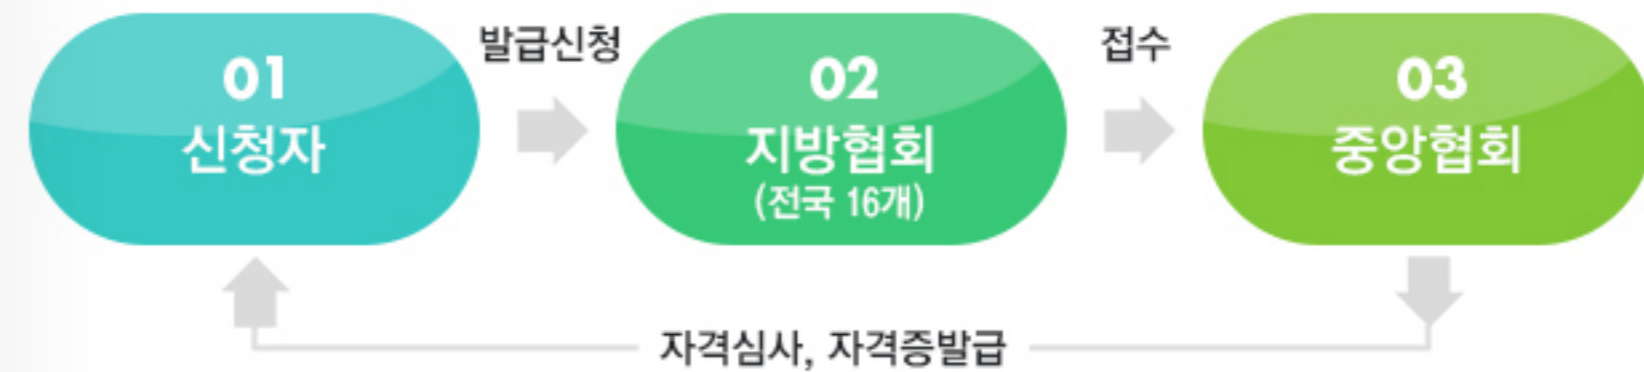 01
신청자
발급신청
02
지방협회
(전국 16개)
접수
03
중앙협회
자격심사, 자격증발급